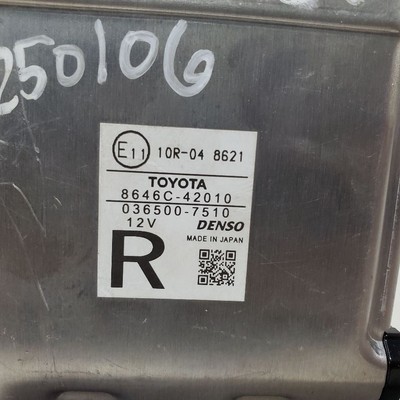 250106
E11 10R-04 8621
TOYOTA
8646C-42010
036500-7510
12V DENSO
MADE IN JAPAN
R